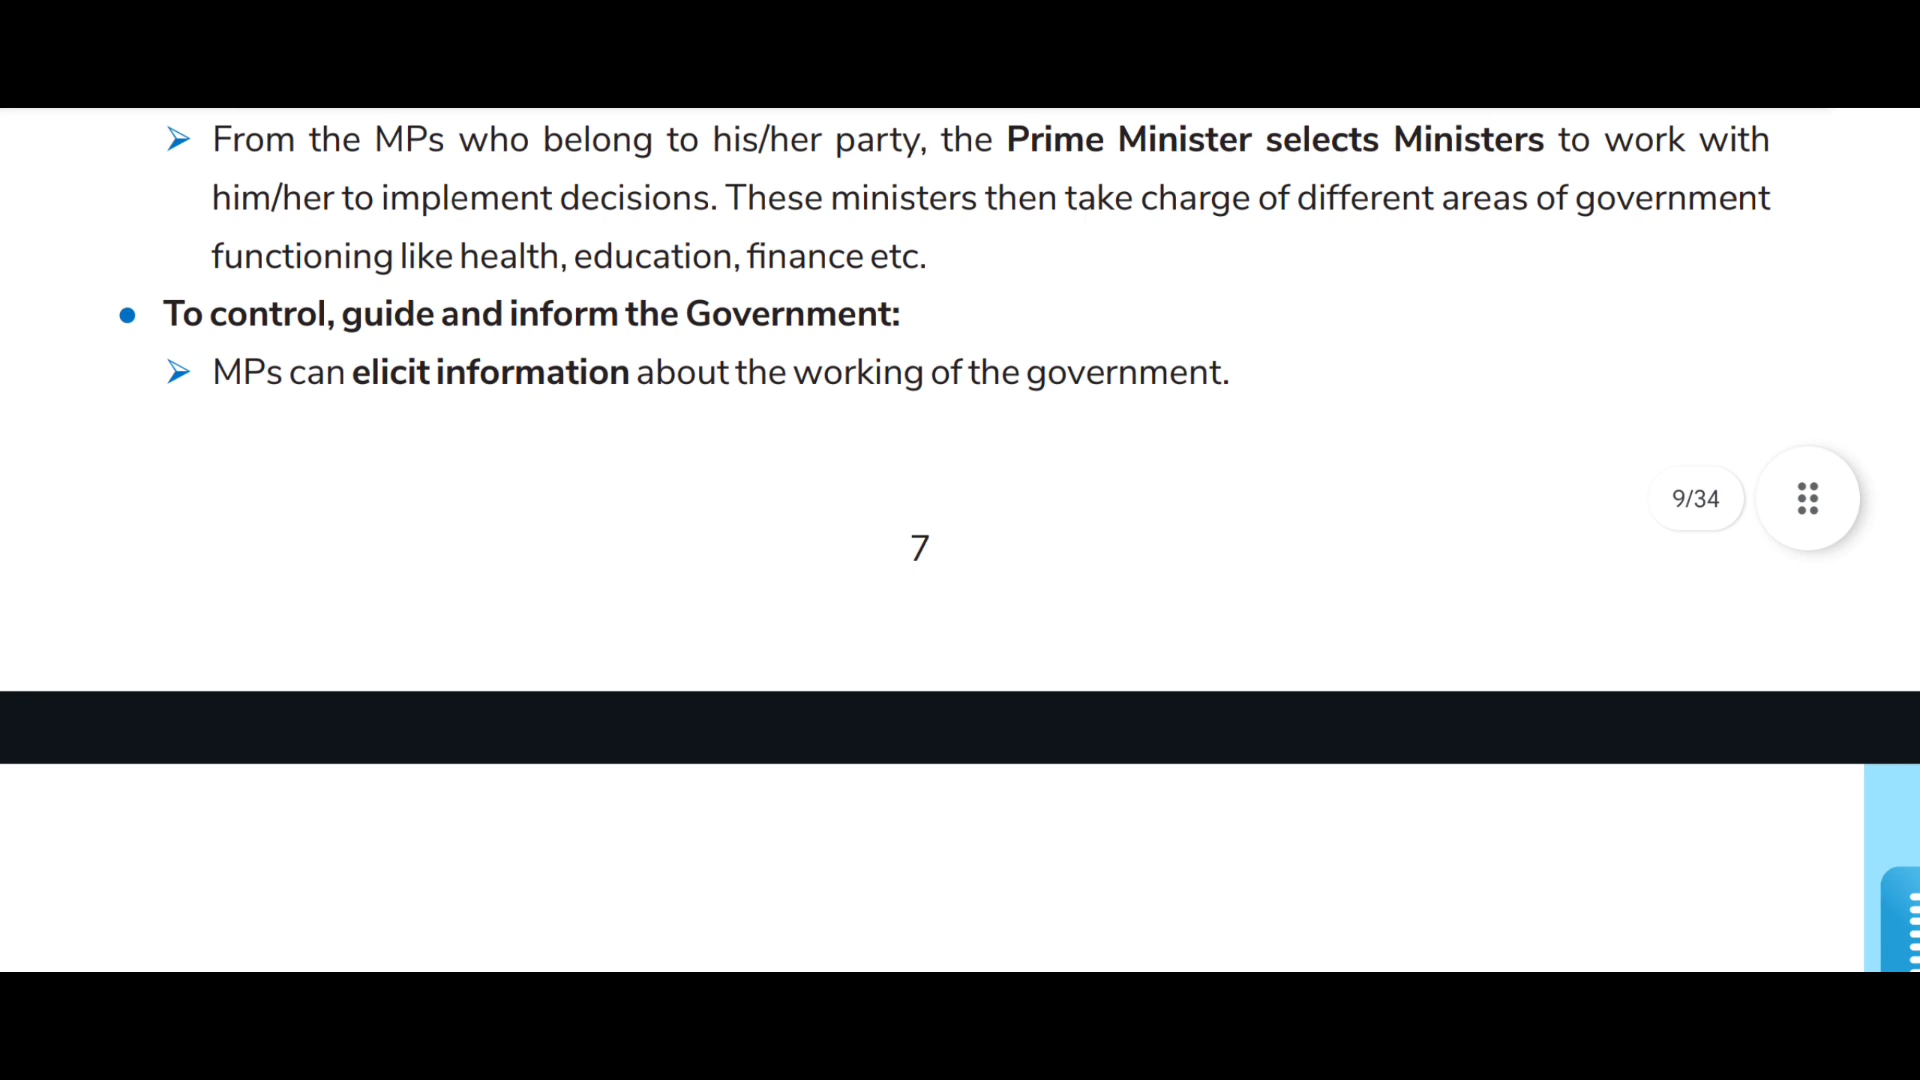 ➢ From the MPs who belong to his/her party, the Prime Minister selects Ministers to work with
him/her to implement decisions. These ministers then take charge of different areas of government
functioning like health, education, finance etc.
• To control, guide and inform the Government:
➢ MPs can elicit information about the working of the government.
9/34
7